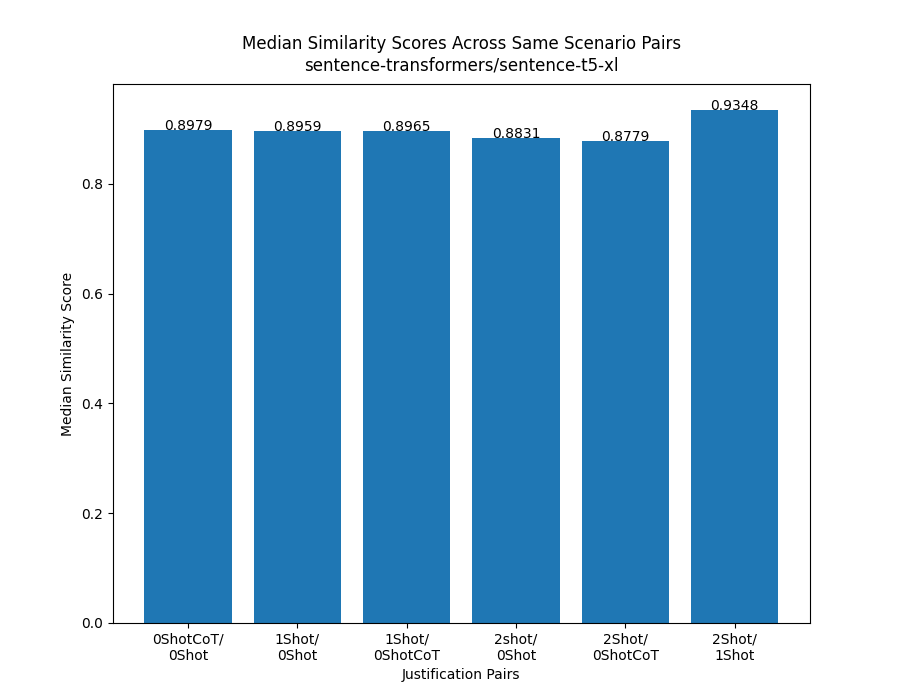 Median Similarity Scores Across Same Scenario Pairs
sentence-transformers/sentence-t5-xl
0.8979
0.8959
0.8965
0.8831
0.8779
0.9348
0.8
0.6
0.4
0.2
0.0
Median Similarity Score
0ShotCoT/
0Shot
1Shot/
0Shot
1Shot/
0ShotCoT
2shot/
0Shot
2Shot/
0ShotCoT
2Shot/
1Shot
Justification Pairs